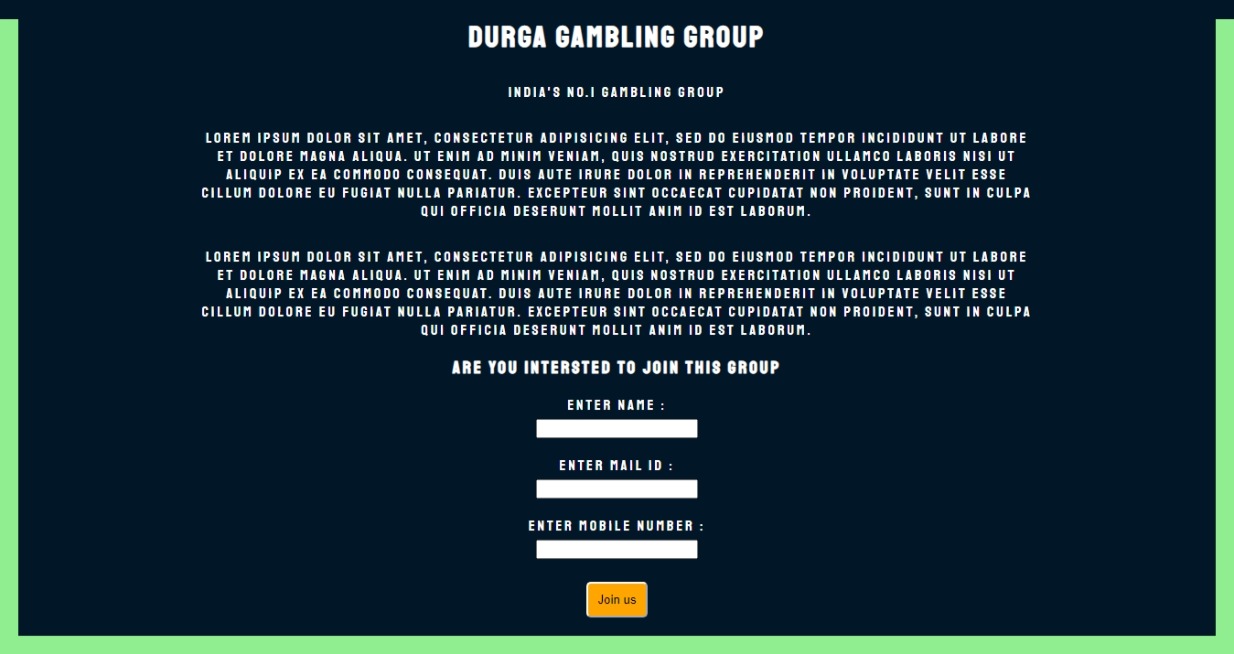 DURGA GAMBLING GROUP
INDIA'S NO.1 GAMBLING GROUP
LOREM IPSUM DOLOR SIT AMET, CONSECTETUR ADIPISICING ELIT, SED DO EIUSMOD TEMPOR INCIDIDUNT UT LABORE
ET DOLORE MAGNA ALIQUA. UT ENIM AD MINIM VENIAM, QUIS NOSTRUD EXERCITATION ULLAMCO LABORIS NISI UT
ALIQUIP EX EA COMMODO CONSEQUAT. DUIS AUTE IRURE DOLOR IN REPREHENDERIT IN VOLUPTATE VELIT ESSE
CILLUM DOLORE EU FUGIAT NULLA PARIATUR. EXCEPTEUR SINT OCCAECAT CUPIDATAT NON PROIDENT, SUNT IN CULPA
QUI OFFICIA DESERUNT MOLLIT ANIM ID EST LABORUM.
LOREM IPSUM DOLOR SIT AMET, CONSECTETUR ADIPISICING ELIT, SED DO EIUSMOD TEMPOR INCIDIDUNT UT LABORE
ET DOLORE MAGNA ALIQUA. UT ENIM AD MINIM VENIAM, QUIS NOSTRUD EXERCITATION ULLAMCO LABORIS NISI UT
ALIQUIP EX EA COMMODO CONSEQUAT. DUIS AUTE IRURE DOLOR IN REPREHENDERIT IN VOLUPTATE VELIT ESSE
CILLUM DOLORE EU FUGIAT NULLA PARIATUR. EXCEPTEUR SINT OCCAECAT CUPIDATAT NON PROIDENT, SUNT IN CULPA
QUI OFFICIA DESERUNT MOLLIT ANIM ID EST LABORUM.
ARE YOU INTERSTED TO JOIN THIS GROUP
ENTER NAME :
ENTER MAIL ID :
ENTER MOBILE NUMBER :
Join us